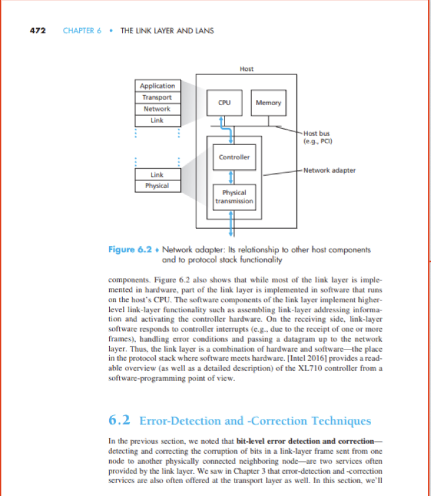 472 CHAPTER 6 • THE LINK LAYER AND LANS
Host
Application
Transport
Network
Link
CPU
Memory
Host bus
(e.g., PCI)
Controller
Network adapter
Link
Physical
Physical
transmission
Figure 6.2 ♦ Network adapter: Its relationship to other host components
and to protocol stack functionality
components. Figure 6.2 also shows that while most of the link layer is imple-
mented in hardware, part of the link layer is implemented in software that runs
on the host's CPU. The software components of the link layer implement higher-
level link-layer functionality such as assembling link-layer addressing informa-
tion and activating the controller hardware. On the receiving side, link-layer
software responds to controller interrupts (e.g., due to the receipt of one or more
frames), handling error conditions and passing a datagram up to the network
layer. Thus, the link layer is a combination of hardware and software—the place
in the protocol stack where software meets hardware. [Intel 2016] provides a read-
able overview (as well as a detailed description) of the XL710 controller from a
software-programming point of view.
6.2 Error-Detection and -Correction Techniques
In the previous section, we noted that bit-level error detection and correction—
detecting and correcting the corruption of bits in a link-layer frame sent from one
node to another physically connected neighboring node—are two services often
provided by the link layer. We saw in Chapter 3 that error-detection and -correction
services are also often offered at the transport layer as well. In this section, we'll